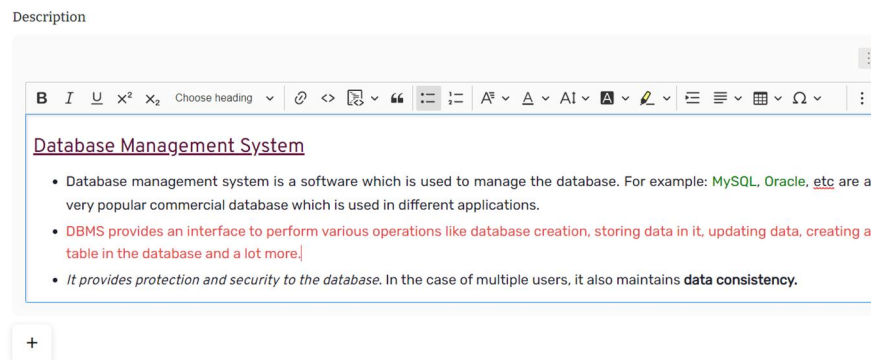 Description
B I U X² X₂ Choose heading
Database Management System
Database management system is a software which is used to manage the database. For example: MySQL, Oracle, etc are a
very popular commercial database which is used in different applications.
DBMS provides an interface to perform various operations like database creation, storing data in it, updating data, creating a
table in the database and a lot more.
It provides protection and security to the database. In the case of multiple users, it also maintains data consistency.